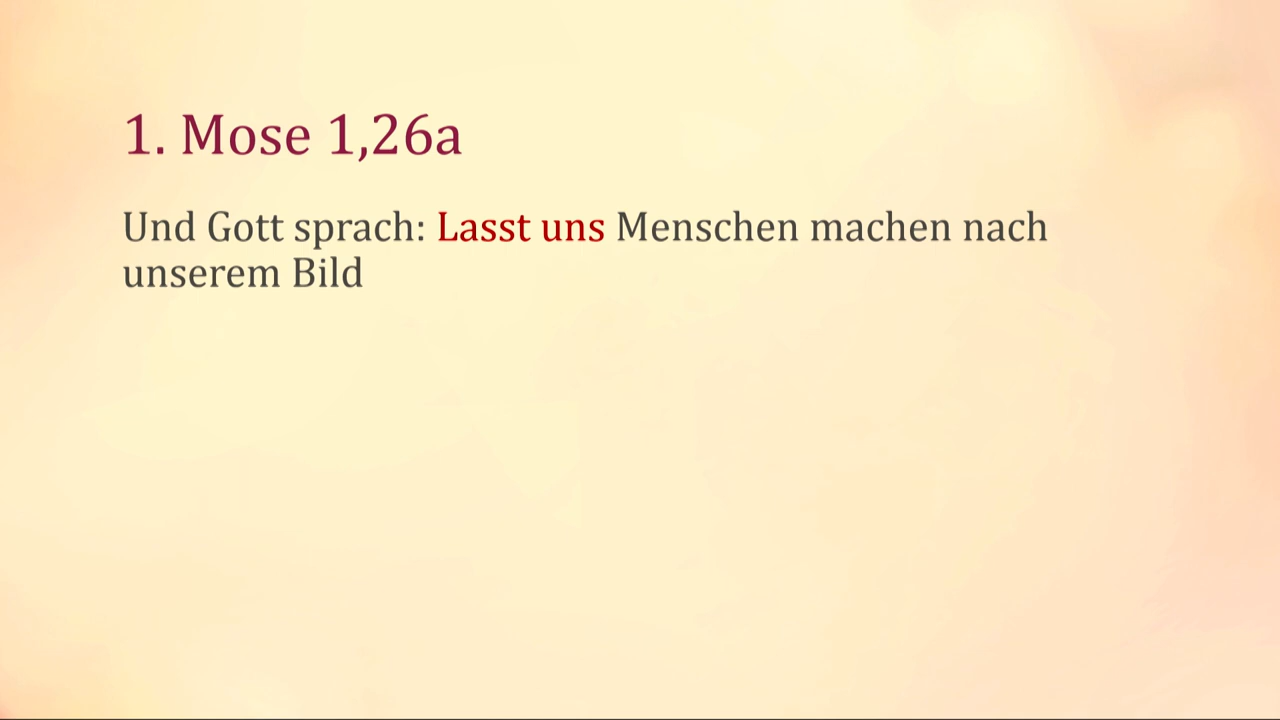 1. Mose 1,26a
Und Gott sprach: Lasst uns Menschen machen nach
unserem Bild